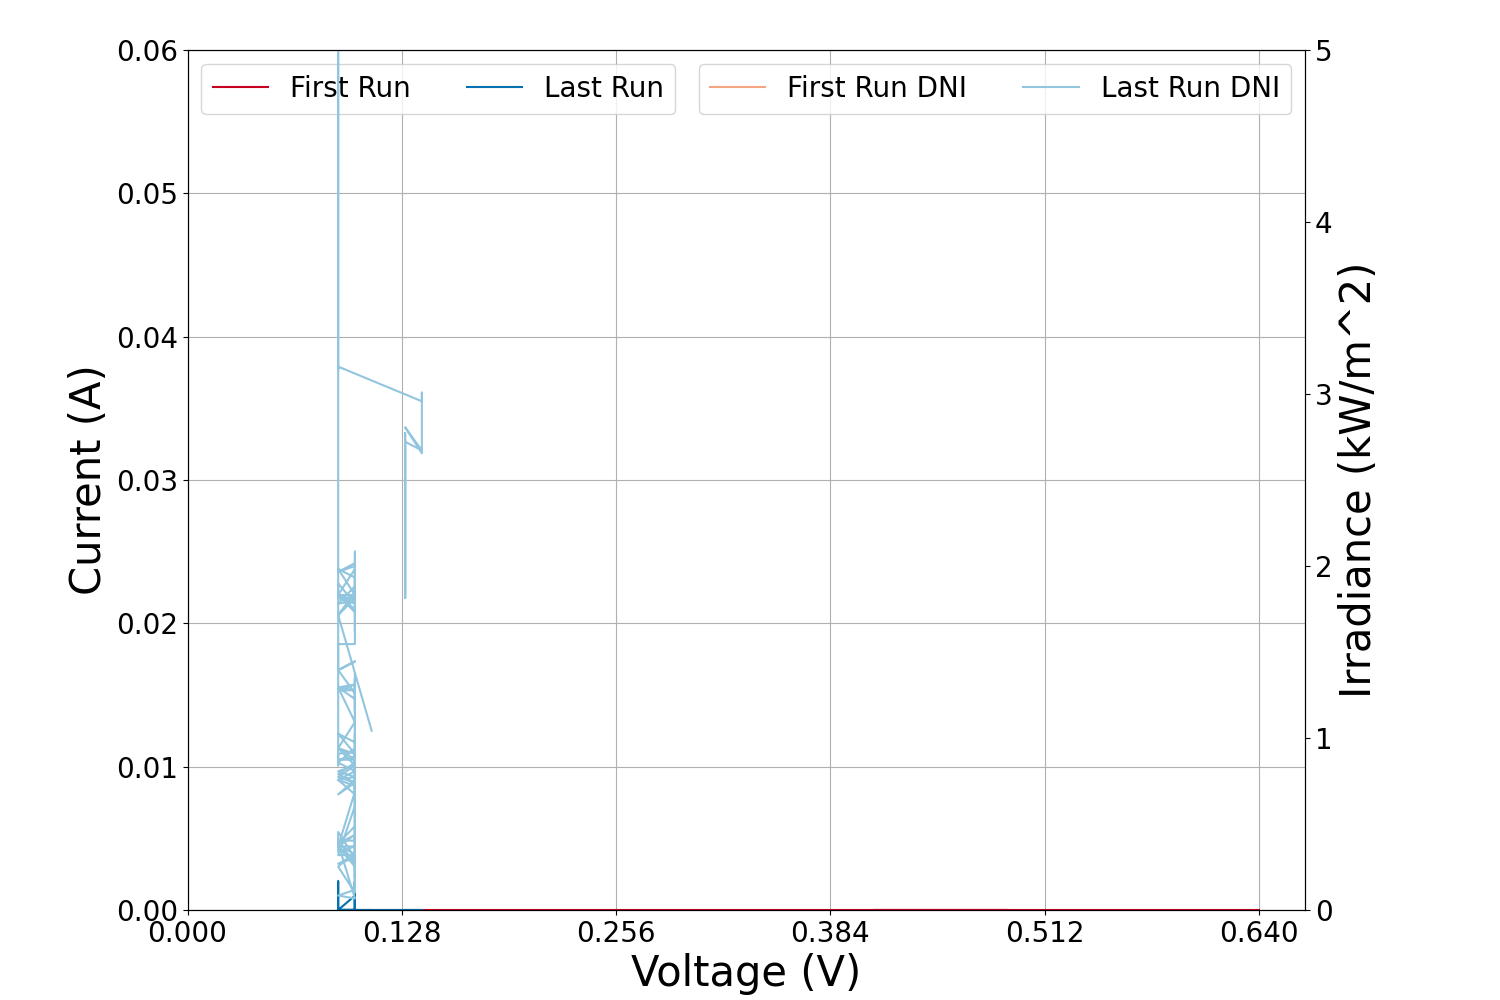 First Run
Last Run
First Run DNI
Last Run DNI
0.06
0.05
0.04
0.03
0.02
0.01
0.00
Current (A)
5
4
3
2
1
0
Irradiance (kW/m^2)
0.000
0.128
0.256
0.384
0.512
0.640
Voltage (V)